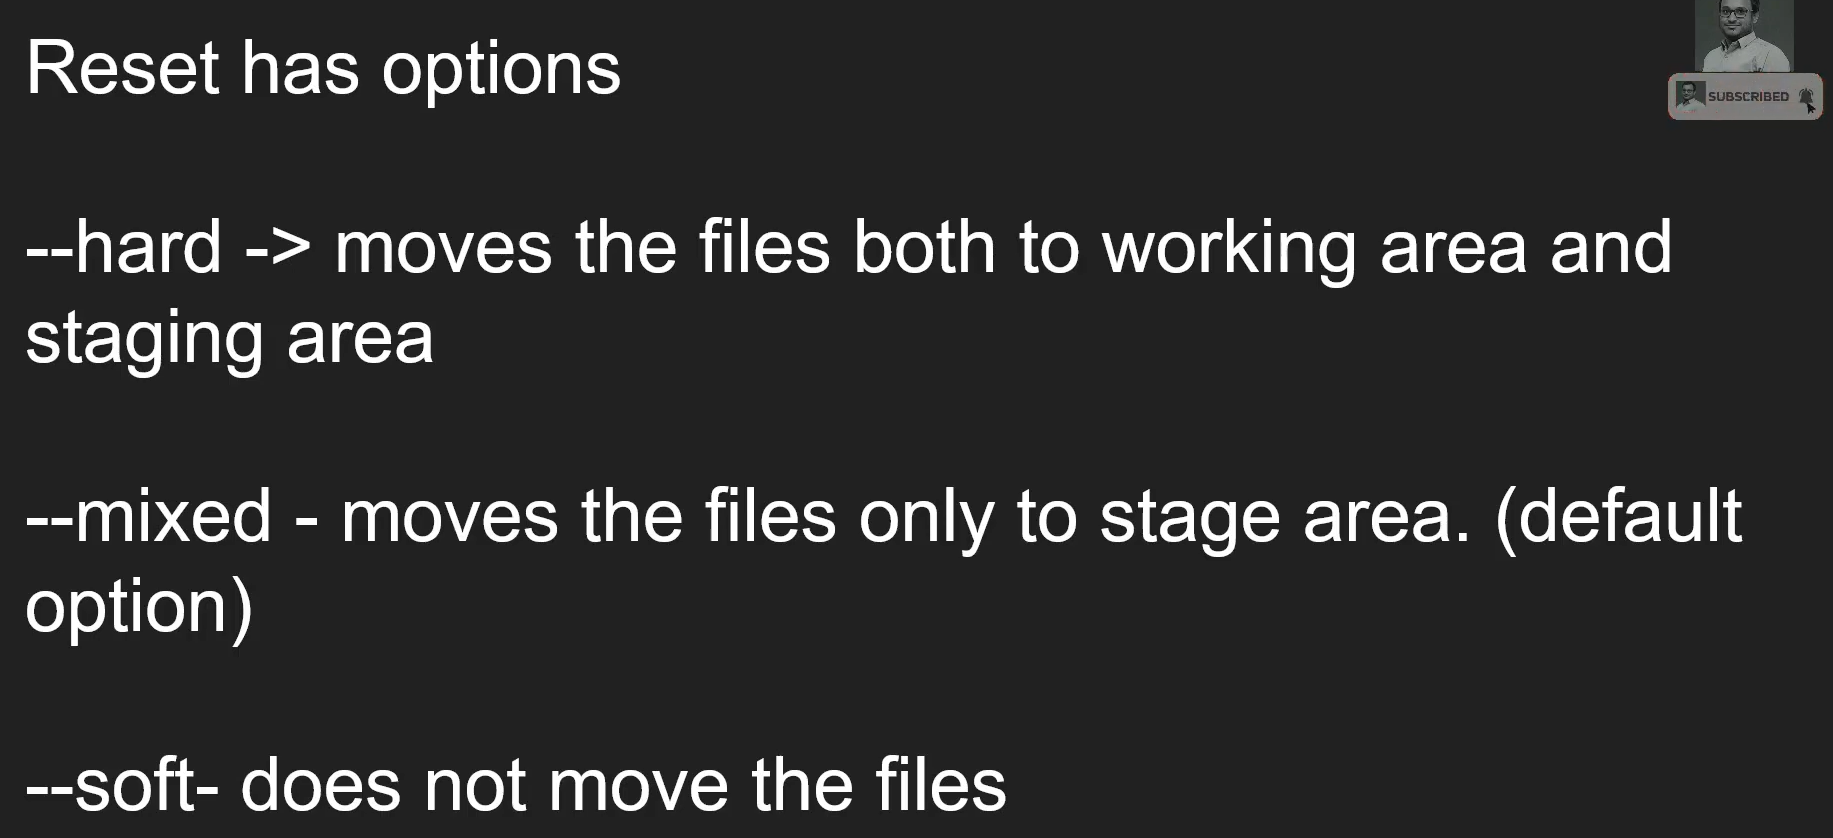 Reset has options
SUBSCRIBED
--hard -> moves the files both to working area and
staging area
--mixed - moves the files only to stage area. (default
option)
--soft- does not move the files